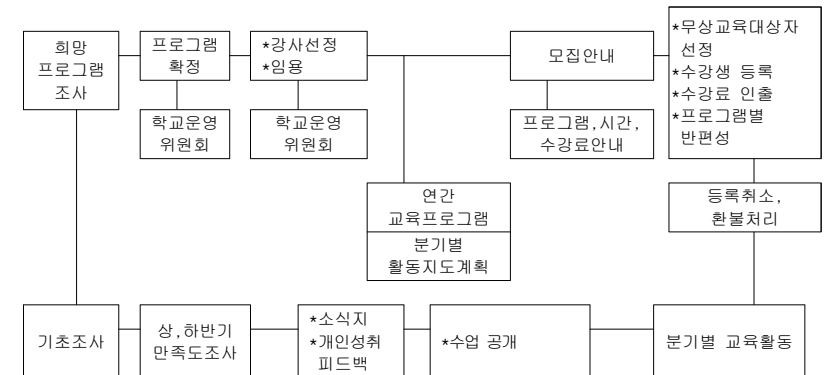 희망
프로그램
조사
프로그램
확정
*강사선정
*임용
모집안내
*무상교육대상자
선정
*수강생 등록
*수강료 인출
*프로그램별
반편성
학교운영
위원회
학교운영
위원회
프로그램,시간,
수강료안내
연간
교육프로그램
분기별
활동지도계획
등록취소,
환불처리
기초조사
상,하반기
만족도조사
*소식지
*개인성취
피드백
*수업 공개
분기별 교육활동